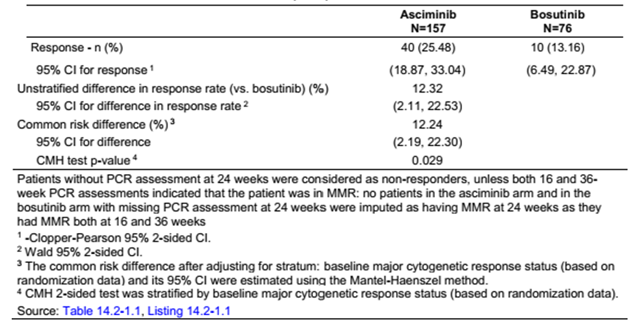 Asciminib Bosutinib
N=157 N=76
Response - n (%) 40 (25.48) 10 (13.16)
95% CI for response 1 (18.87, 33.04) (6.49, 22.87)
Unstratified difference in response rate (vs. bosutinib) (%) 12.32
95% CI for difference in response rate 2 (2.11, 22.53)
Common risk difference (%) 3 12.24
95% CI for difference (2.19, 22.30)
CMH test p-value 4 0.029
Patients without PCR assessment at 24 weeks were considered as non-responders, unless both 16 and 36-
week PCR assessments indicated that the patient was in MMR: no patients in the asciminib arm and in the
bosutinib arm with missing PCR assessment at 24 weeks were imputed as having MMR at 24 weeks as they
had MMR both at 16 and 36 weeks
1 -Clopper-Pearson 95% 2-sided CI.
2 Wald 95% 2-sided CI.
3 The common risk difference after adjusting for stratum: baseline major cytogenetic response status (based on
randomization data) and its 95% CI were estimated using the Mantel-Haenszel method.
4 CMH 2-sided test was stratified by baseline major cytogenetic response status (based on randomization data).
Source: Table 14.2-1.1, Listing 14.2-1.1